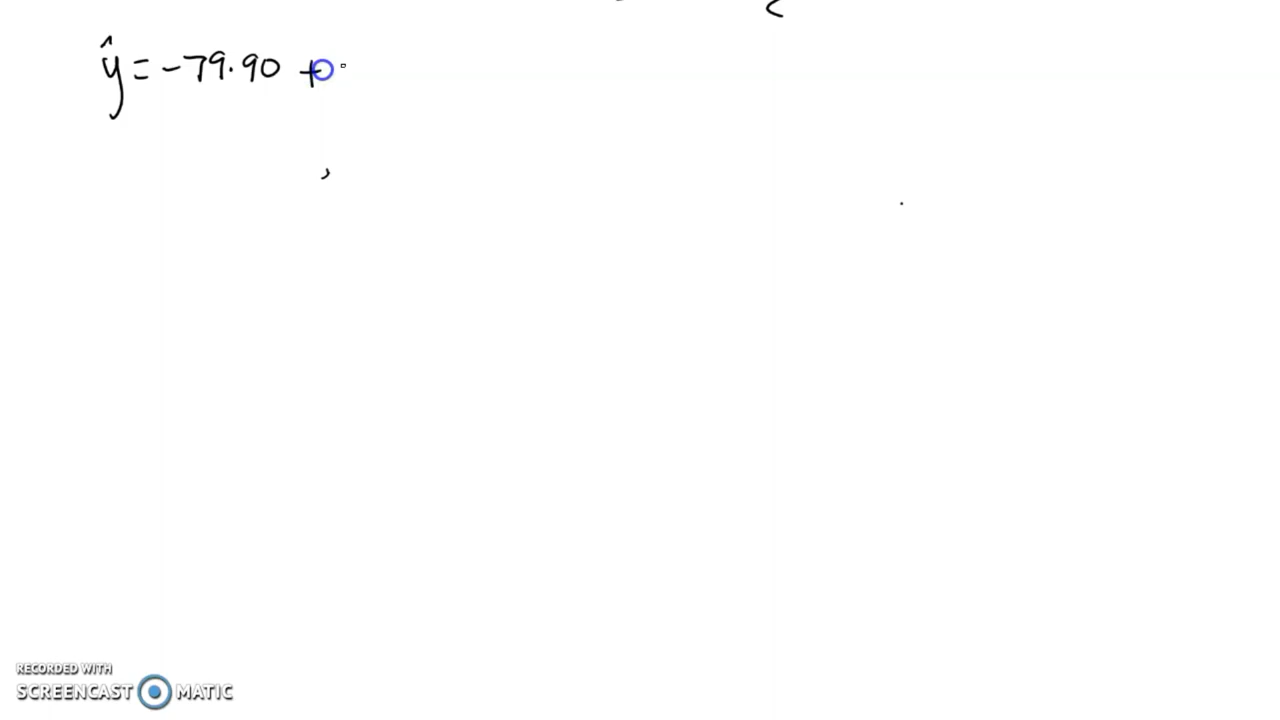 ŷ = -79.90 +
RECORDED WITH
SCREENCAST MATIC